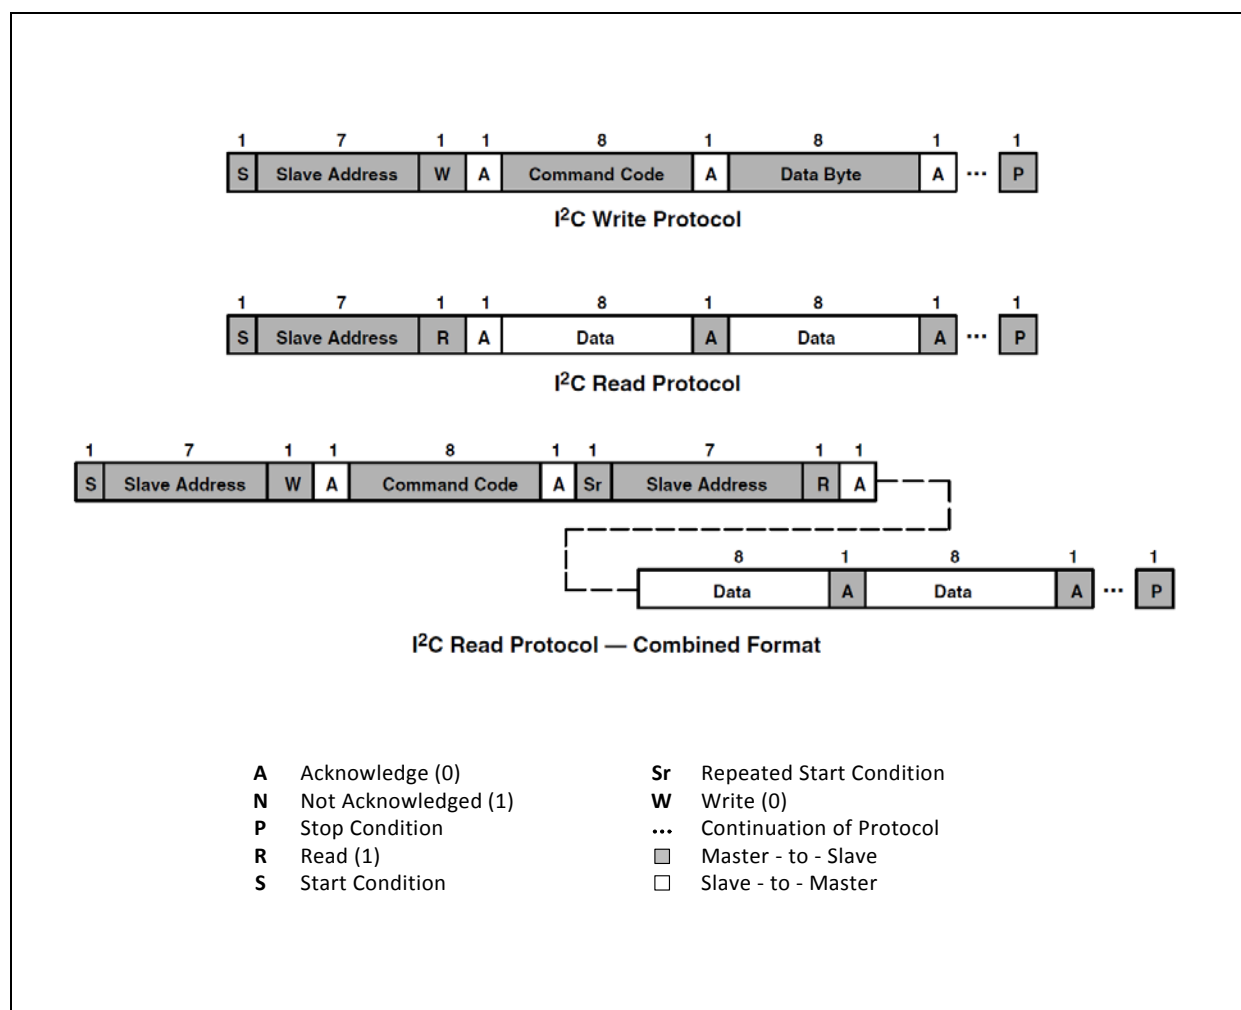 1 7 1 1 8 1 8 1 1
S Slave Address W A Command Code A Data Byte A ... P
I²C Write Protocol
1 7 1 1 8 1 8 1 1
S Slave Address R A Data A Data A ... P
I²C Read Protocol
1 7 1 1 8 1 1 7 1 1
S Slave Address W A Command Code A Sr Slave Address R A
8 1 8 1 1
Data A Data A ... P
I²C Read Protocol — Combined Format
A Acknowledge (0)
N Not Acknowledged (1)
P Stop Condition
R Read (1)
S Start Condition
Sr Repeated Start Condition
W Write (0)
... Continuation of Protocol
Master - to - Slave
Slave - to - Master